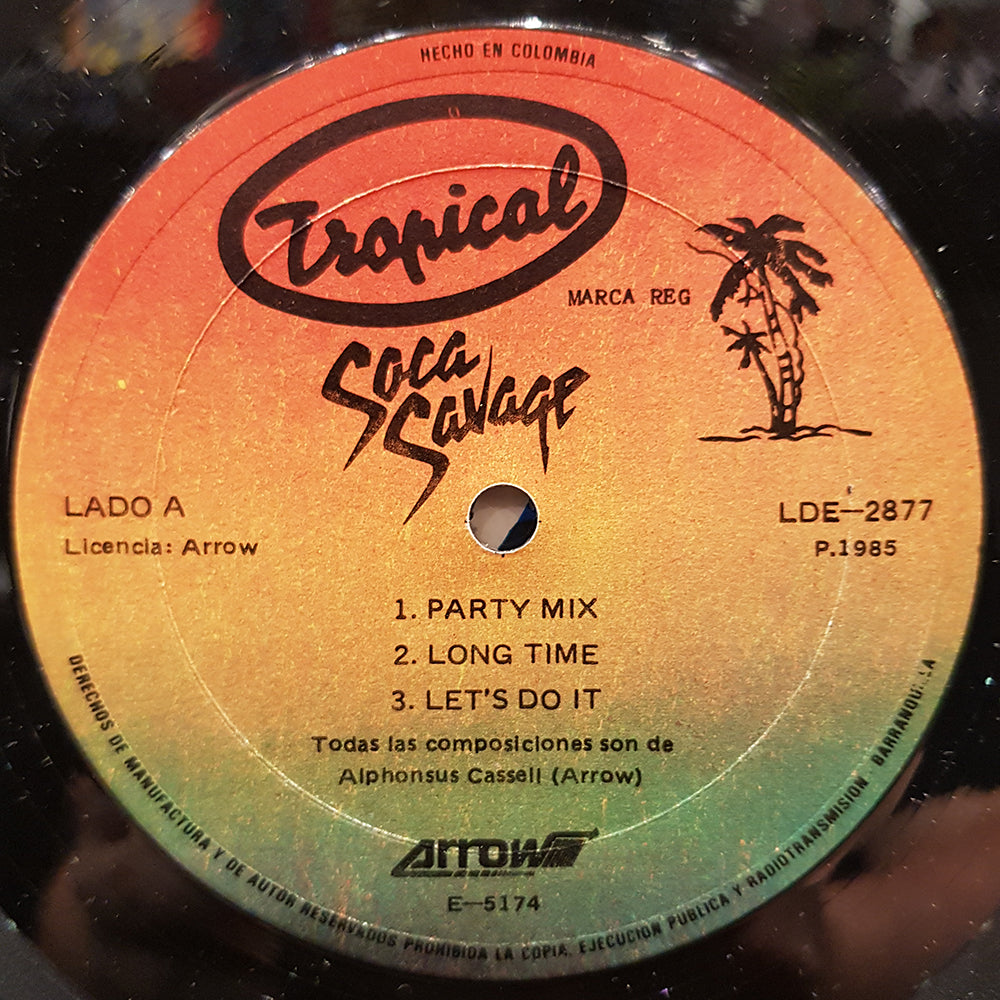 HECHO EN COLOMBIA
Tropical
MARCA REG
Soca
Savage
LADO A
Licencia: Arrow
LDE-2877
P.1985
1. PARTY MIX
2. LONG TIME
3. LET'S DO IT
Todas las composiciones son de
Alphonsus Cassell (Arrow)
Arrow
E-5174
DERECHOS DE MANUFACTURA Y DE AUTOR RESERVADOS PROHIBIDA LA COPIA, EJECUCION PUBLICA Y RADIOTRANSMISION - BARRANQUILLA